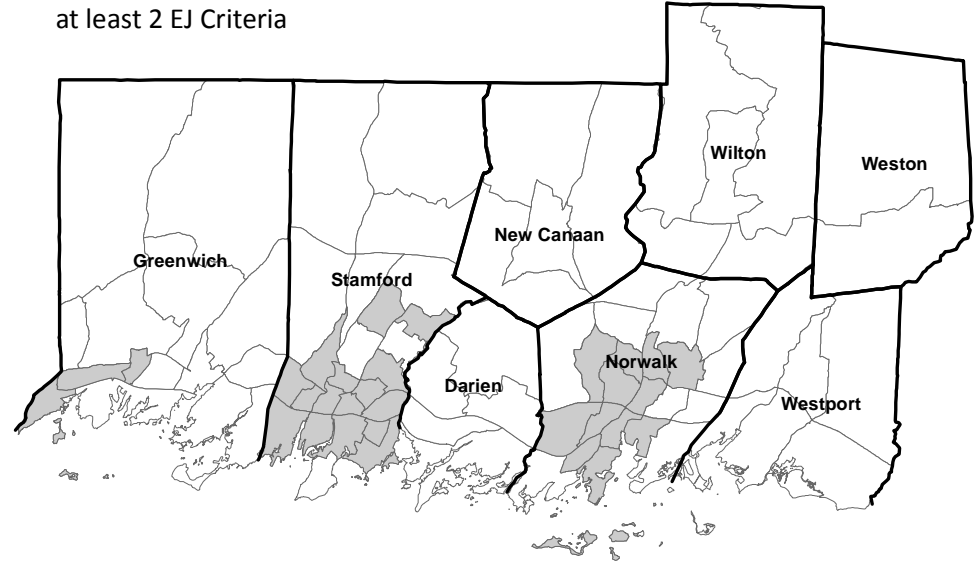 at least 2 EJ Criteria
Wilton
Weston
New Canaan
Greenwich
Stamford
Norwalk
Darien
Westport